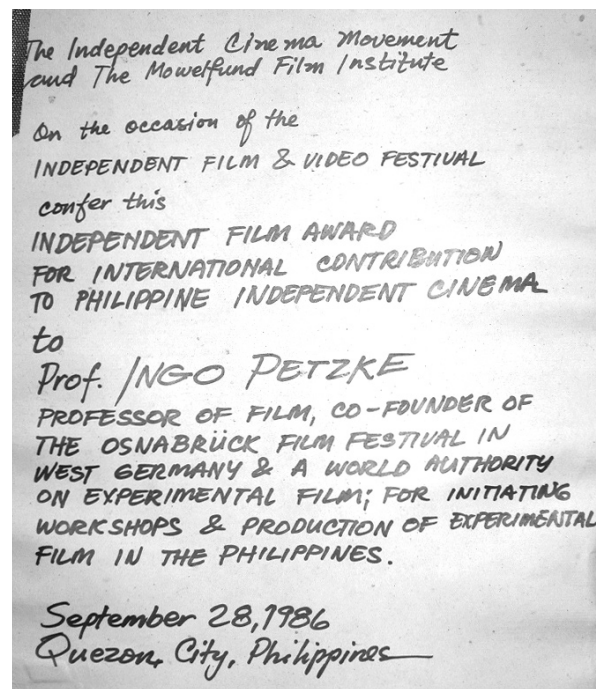 The Independent Cinema Movement
and The Mowelfund Film Institute
On the occasion of the
INDEPENDENT FILM & VIDEO FESTIVAL
confer this
INDEPENDENT FILM AWARD
FOR INTERNATIONAL CONTRIBUTION
TO PHILIPPINE INDEPENDENT CINEMA
to
Prof. INGO PETZKE
PROFESSOR OF FILM, CO-FOUNDER OF
THE OSNABRÜCK FILM FESTIVAL IN
WEST GERMANY & A WORLD AUTHORITY
ON EXPERIMENTAL FILM; FOR INITIATING
WORKSHOPS & PRODUCTION OF EXPERIMENTAL
FILM IN THE PHILIPPINES.
September 28, 1986
Quezon, City, Philippines